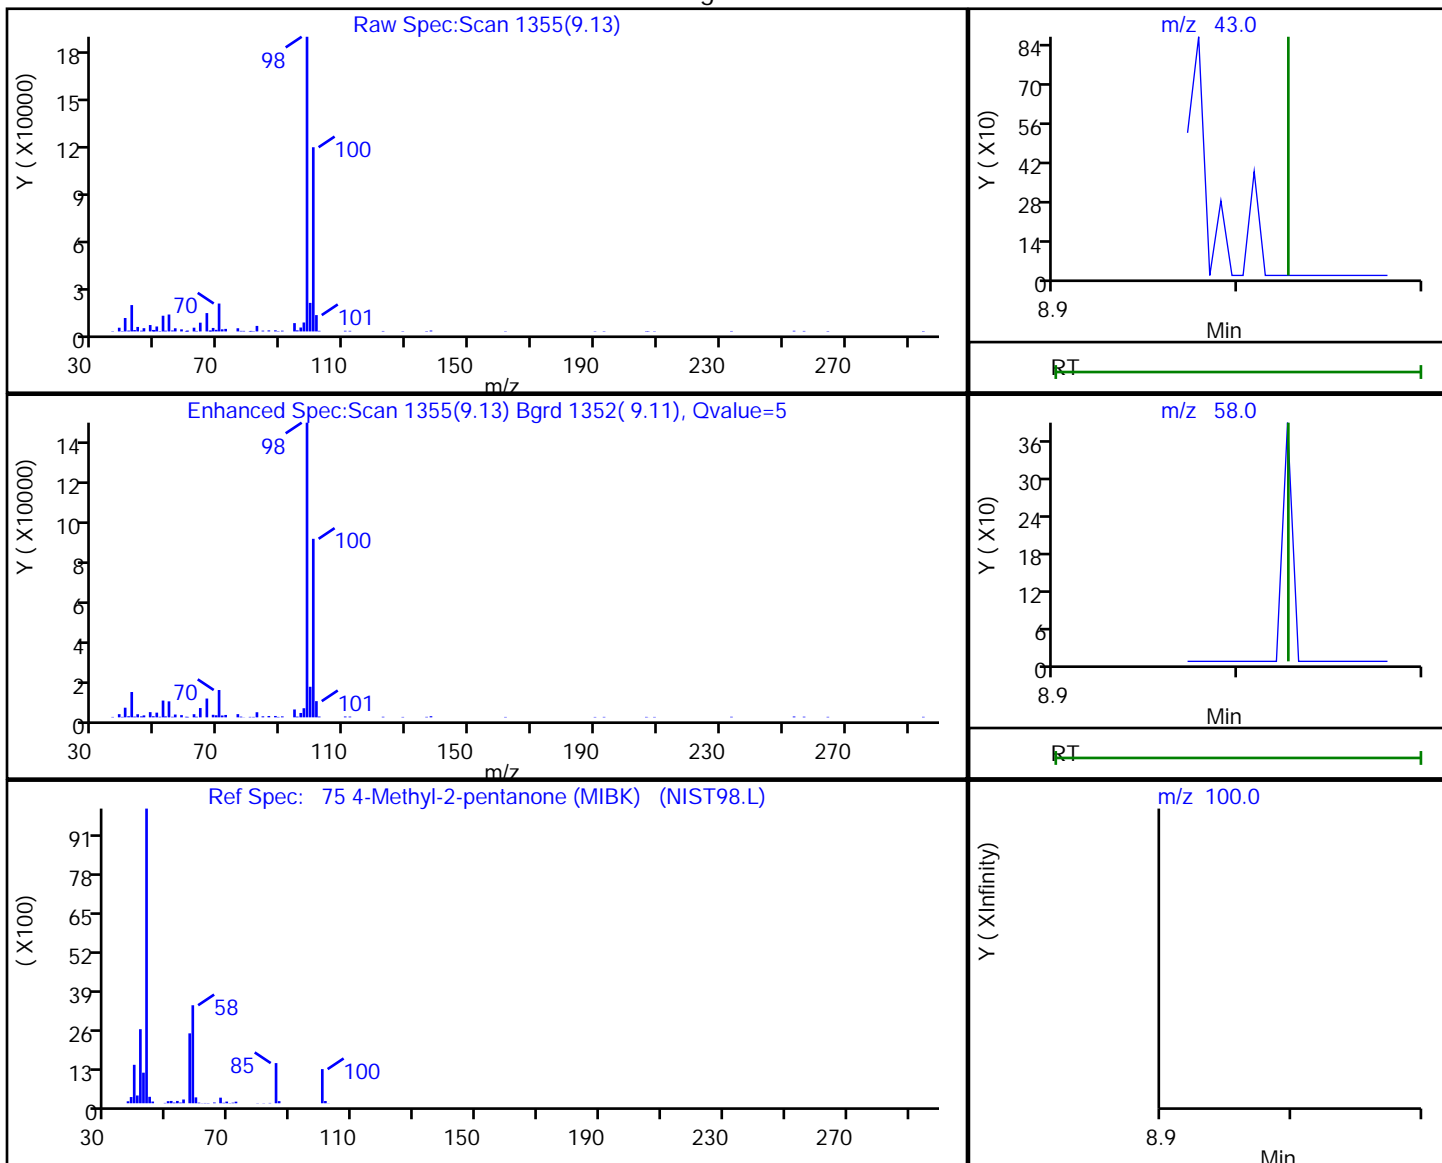 Raw Spec:Scan 1355(9.13)
Y ( X10000)
18
15
12
9
6
3
0
98
100
70
101
30 70 110 150 190 230 270
m/z
m/z 43.0
Y ( X10)
84
70
56
42
28
14
0
8.9
Min
RT
Enhanced Spec:Scan 1355(9.13) Bgrd 1352( 9.11), Qvalue=5
Y ( X10000)
14
12
10
8
6
4
2
0
98
100
70
101
30 70 110 150 190 230 270
m/z
m/z 58.0
Y ( X10)
36
30
24
18
12
6
0
8.9
Min
RT
Ref Spec: 75 4-Methyl-2-pentanone (MIBK) (NIST98.L)
( X100)
91
78
65
52
39
26
13
0
58
85
100
30 70 110 150 190 230 270
m/z 100.0
Y ( XInfinity)
8.9
Min